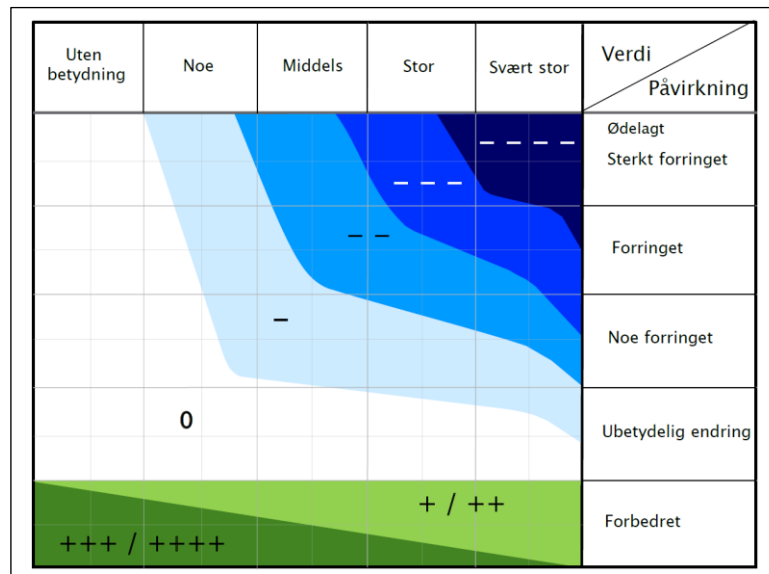 Uten
betydning
Noe
Middels
Stor
Svært stor
Verdi
Påvirkning
Ødelagt
Sterkt forringet
– – – –
– – –
Forringet
– –
Noe forringet
–
Ubetydelig endring
0
Forbedret
+ / ++
+++ / ++++